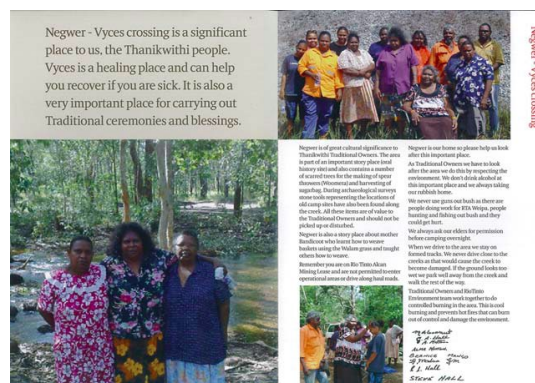 Negwer - Vyces crossing is a significant
place to us, the Thanikwithi people.
Vyces is a healing place and can help
you recover if you are sick. It is also a
very important place for carrying out
Traditional ceremonies and blessings.
Negwer - Vyces crossing
Negwer is of great cultural significance to
Thanikwithi Traditional Owners. The area
is part of an important story place (oral
history site) and also contains a number
of scarred trees for the making of spear
throwers (Woomera) and harvesting of
sugarbag. During archaeological surveys
stone tools representing the locations of
old camp sites have also been found along
the creek. All these items are of value to
the Traditional Owners and should not be
picked up or disturbed.
Negwer is also a story place about mother
Bandicoot who learnt how to weave
baskets using the grass and taught
others how to weave.
Remember you are on Rio Tinto Alcan
Mining Lease and are not permitted to enter
operational areas or drive along haul roads.
Negwer is our home so please help us look
after this important place.
As Traditional Owners we have to look
after the area we do this by respecting the
environment. We don't drink alcohol at
this important place and we always taking
our rubbish home.
We never use guns out bush as there are
people doing work for RTA Weipa, people
hunting and fishing out bush and they
could get hurt.
We always ask our elders for permission
before camping overnight.
When we drive to the area we stay on
formed tracks. We never drive close to the
creeks as that would cause the creek to
become damaged. If the ground looks too
wet we park well away from the creek and
walk the rest of the way.
Traditional Owners and RioTinto
Environment team work together to do
controlled burning in the area. This is cool
burning and prevents hot fires that can burn
out of control and damage the environment.
Hall
STEVE HALL